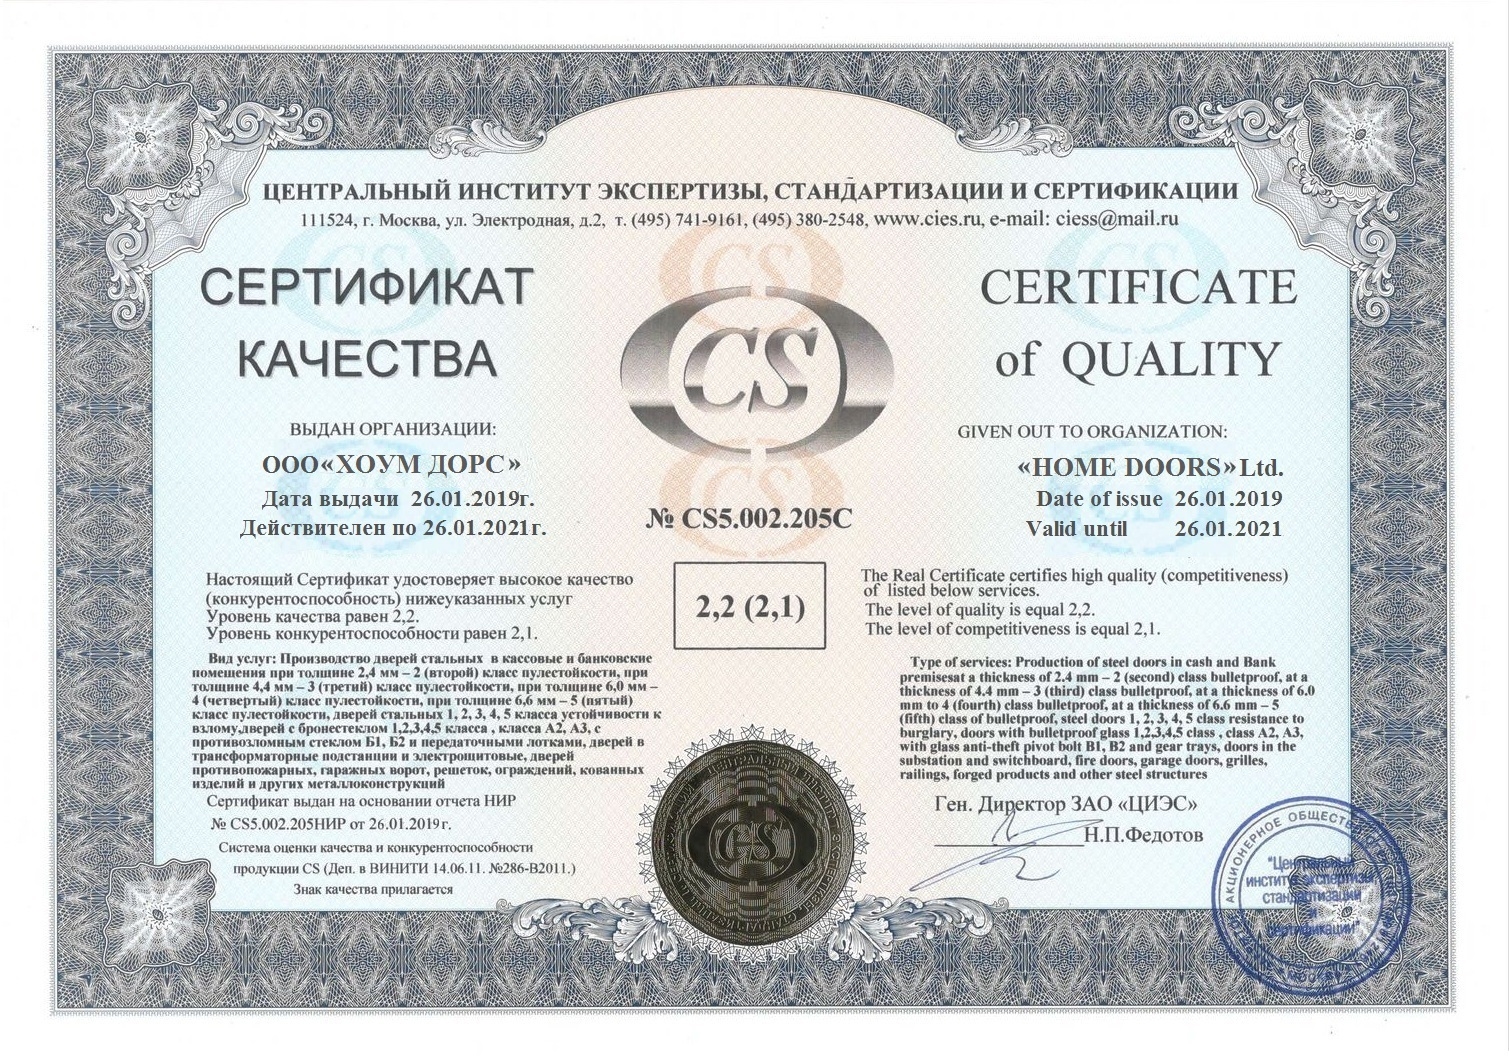 ЦЕНТРАЛЬНЫЙ ИНСТИТУТ ЭКСПЕРТИЗЫ, СТАНДАРТИЗАЦИИ И СЕРТИФИКАЦИИ
111524, г. Москва, ул. Электродная, д.2, т. (495) 741-9161, (495) 380-2548, www.cies.ru, e-mail: ciess@mail.ru
СЕРТИФИКАТ
КАЧЕСТВА
ВЫДАН ОРГАНИЗАЦИИ:
ООО«ХОУМ ДОРС»
Дата выдачи 26.01.2019г.
Действителен по 26.01.2021г.
CS
№ CS5.002.205C
2,2 (2,1)
CERTIFICATE
of QUALITY
GIVEN OUT TO ORGANIZATION:
«HOME DOORS»Ltd.
Date of issue 26.01.2019
Valid until 26.01.2021
Настоящий Сертификат удостоверяет высокое качество
(конкурентоспособность) нижеуказанных услуг
Уровень качества равен 2,2.
Уровень конкурентоспособности равен 2,1.
Вид услуг: Производство дверей стальных в кассовые и банковские
помещения при толщине 2,4 мм – 2 (второй) класс пулестойкости, при
толщине 4,4 мм – 3 (третий) класс пулестойкости, при толщине 6,0 мм –
4 (четвертый) класс пулестойкости, при толщине 6,6 мм – 5 (пятый)
класс пулестойкости, дверей стальных 1, 2, 3, 4, 5 класса устойчивости к
взлому,дверей с бронестеклом 1,2,3,4,5 класса , класса А2, А3, с
противозломным стеклом Б1, Б2 и передаточными лотками, дверей в
трансформаторные подстанции и электрощитовые, дверей
противопожарных, гаражных ворот, решеток, ограждений, кованных
изделий и других металлоконструкций
Сертификат выдан на основании отчета НИР
№ CS5.002.205НИР от 26.01.2019г.
Система оценки качества и конкурентоспособности
продукции CS (Деп. в ВИНИТИ 14.06.11. №286-В2011.)
Знак качества прилагается
The Real Certificate certifies high quality (competitiveness)
of listed below services.
The level of quality is equal 2,2.
The level of competitiveness is equal 2,1.
Type of services: Production of steel doors in cash and Bank
premisesat a thickness of 2.4 mm – 2 (second) class bulletproof, at a
thickness of 4.4 mm – 3 (third) class bulletproof, at a thickness of 6.0
mm to 4 (fourth) class bulletproof, at a thickness of 6.6 mm – 5
(fifth) class of bulletproof, steel doors 1, 2, 3, 4, 5 class resistance to
burglary, doors with bulletproof glass 1,2,3,4,5 class , class A2, A3,
with glass anti-theft pivot bolt B1, B2 and gear trays, doors in the
substation and switchboard, fire doors, garage doors, grilles,
railings, forged products and other steel structures
Ген. Директор ЗАО «ЦИЭС»
Н.П.Федотов
CS
АКЦИОНЕРНОЕ ОБЩЕСТВО
"Центральный
институт экспертизы
стандартизации
и
сертификации"